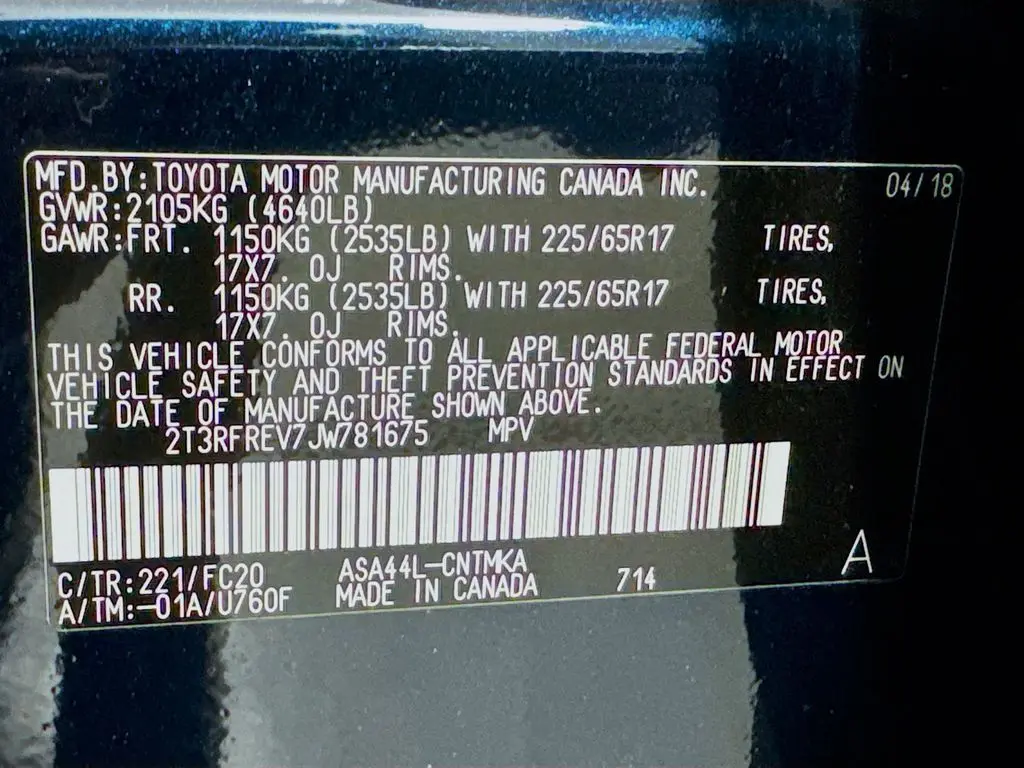 MFD.BY:TOYOTA MOTOR MANUFACTURING CANADA INC. 04/18
GVWR:2105KG (4640LB)
GAWR:FRT. 1150KG (2535LB) WITH 225/65R17 TIRES,
17X7. 0J RIMS.
RR. 1150KG (2535LB) WITH 225/65R17 TIRES,
17X7. 0J RIMS.
THIS VEHICLE CONFORMS TO ALL APPLICABLE FEDERAL MOTOR
VEHICLE SAFETY AND THEFT PREVENTION STANDARDS IN EFFECT ON
THE DATE OF MANUFACTURE SHOWN ABOVE.
2T3RFREV7JW781675 MPV
C/TR:221/FC20 ASA44L-CNTMKA 714 A
A/TM:-01A/U760F MADE IN CANADA